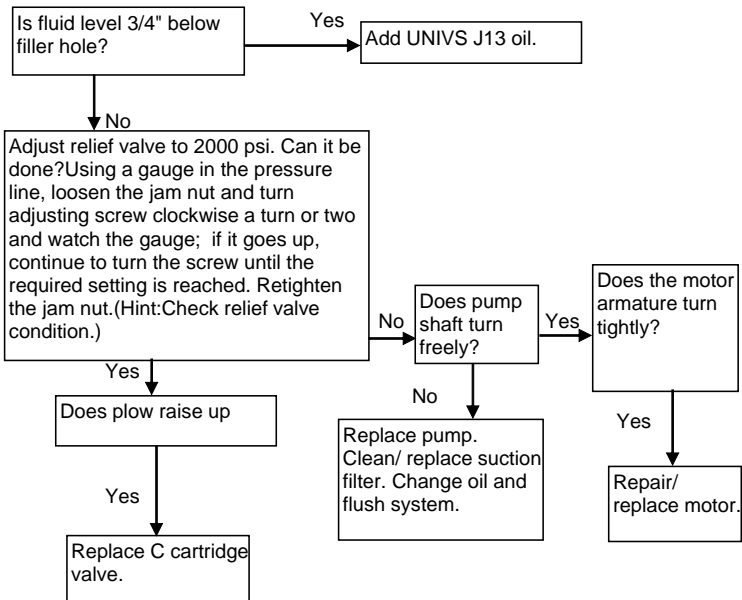 Is fluid level 3/4" below
filler hole?
Yes
Add UNIVS J13 oil.
No
Adjust relief valve to 2000 psi. Can it be
done?Using a gauge in the pressure
line, loosen the jam nut and turn
adjusting screw clockwise a turn or two
and watch the gauge; if it goes up,
continue to turn the screw until the
required setting is reached. Retighten
the jam nut.(Hint:Check relief valve
condition.)
No
Does pump
shaft turn
freely?
Yes
Does the motor
armature turn
tightly?
Yes
Does plow raise up
No
Replace pump.
Clean/ replace suction
filter. Change oil and
flush system.
Yes
Repair/
replace motor.
Yes
Replace C cartridge
valve.